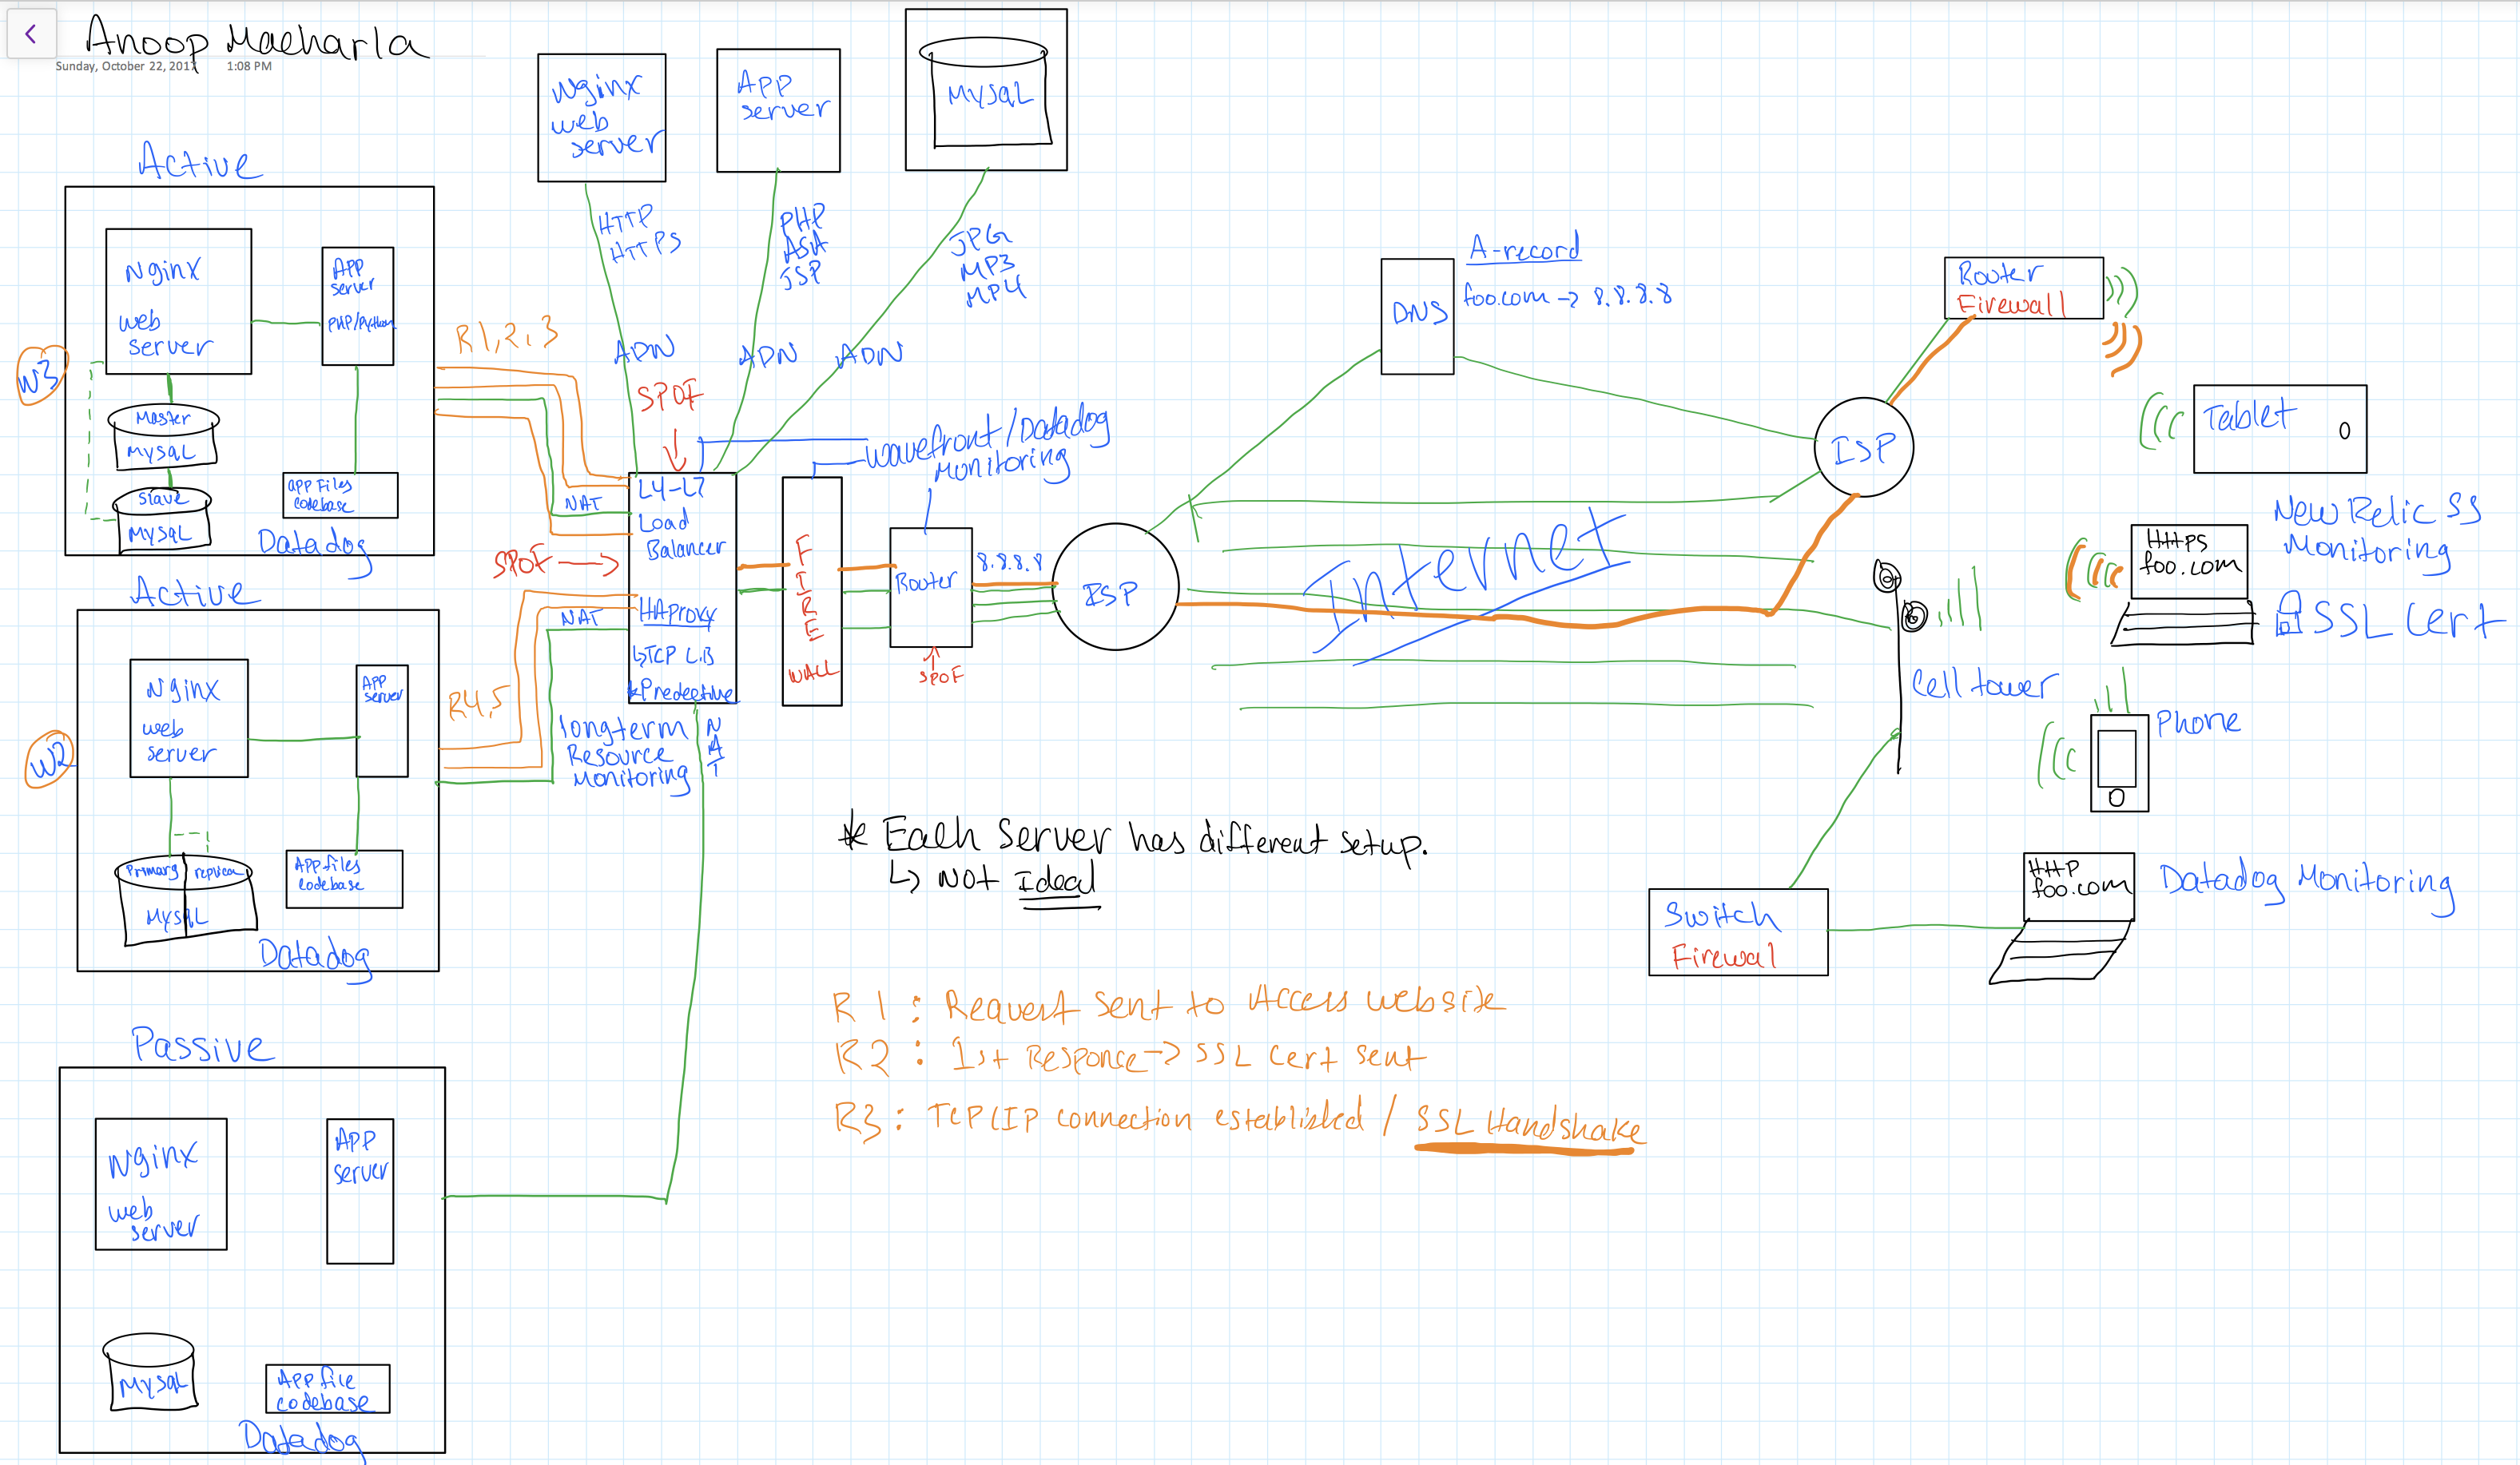 Anoop Macharla
Sunday, October 22, 2017 1:08 PM
Nginx
web
server
App
server
MYSQL
HTTP
HTTPS
PHP
ASA
JSP
JPG
MP3
MP4
ADN
ADN
ADN
Active
Nginx
web
server
App
server
PHP/Python
W3
Master
MYSQL
Slave
MYSQL
App Files
codebase
Datadog
R1,2,3
NAT
SPOF
SPOF
L4-L7
Load
Balancer
HAProxy
↳TCP LB
Wavefront/Datadog
Monitoring
FIRE
WALL
Router
8.8.8.8
SPOF
ISP
Internet
DNS
A-record
foo.com → 8.8.8.8
ISP
Router
Firewall
Tablet
HTTPS
foo.com
New Relic SS
Monitoring
SSL Cert
Cell tower
Phone
Switch
Firewal
HTTP
foo.com
Datadog Monitoring
Active
Nginx
web
server
App
server
W2
Primary replica
MYSQL
App files
codebase
Datadog
R4,5
NAT
longterm
Resource
Monitoring
NAT
* Each Server has different setup.
↳ NOT Ideal
R1 : Request sent to Access website
R2 : 1st Responce → SSL cert sent
R3 : TCP/IP connection established / SSL Handshake
Passive
Nginx
web
server
App
server
MYSQL
App file
codebase
Datadog